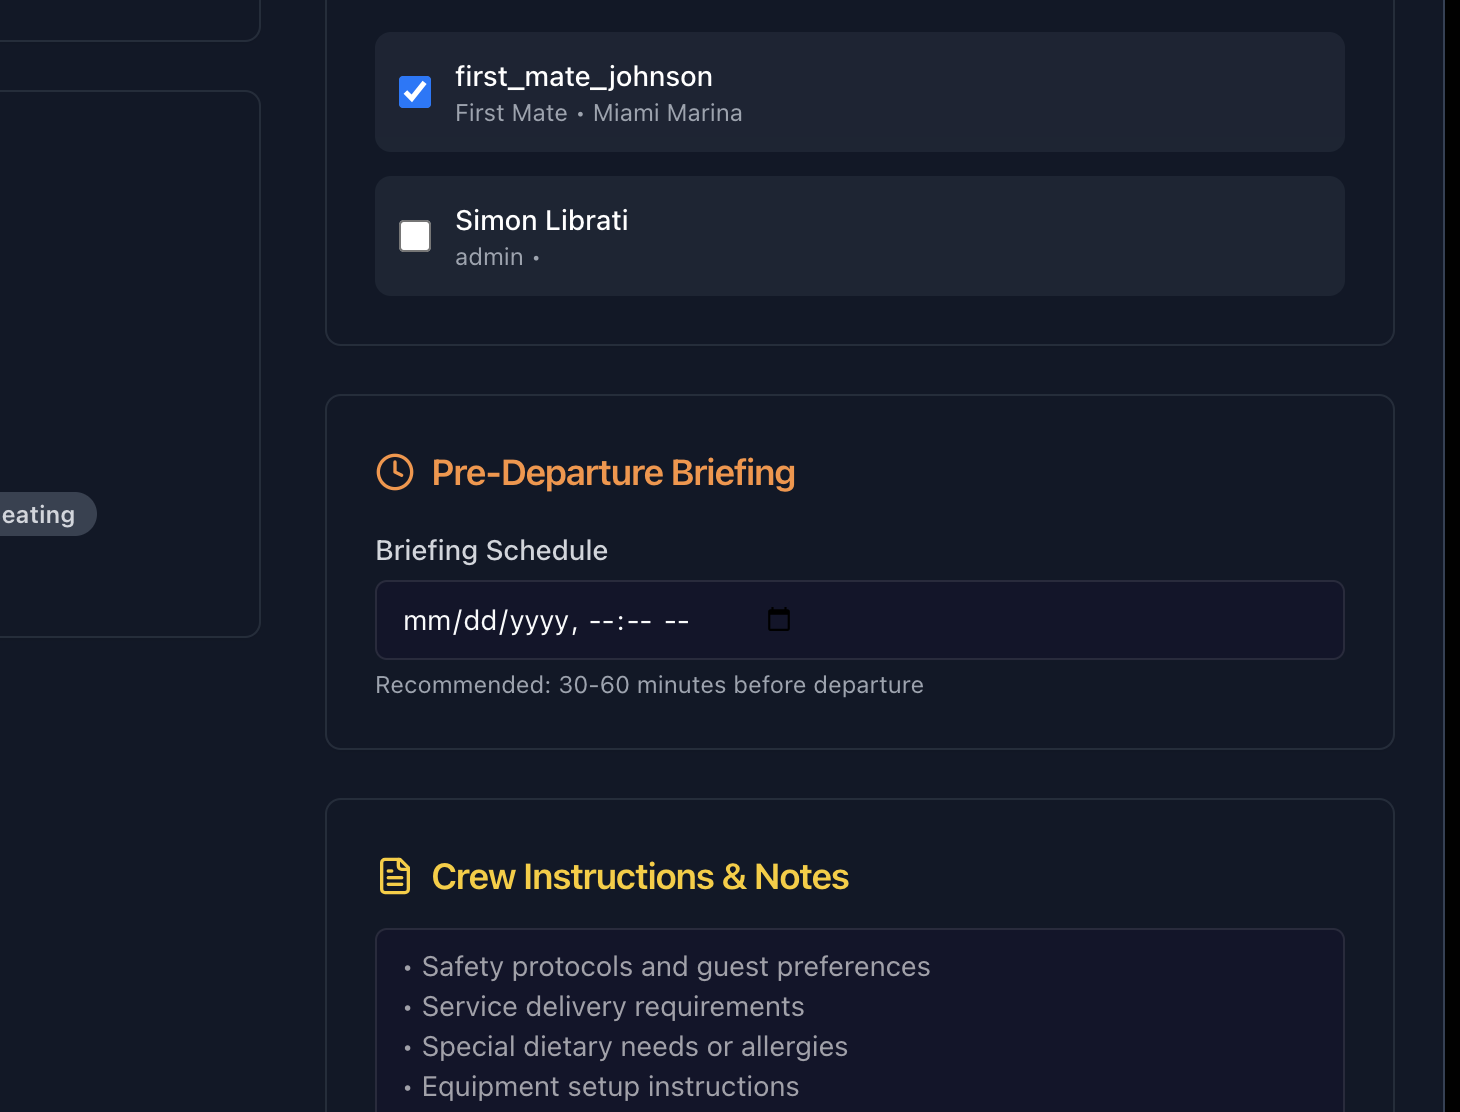 first_mate_johnson
First Mate • Miami Marina
Simon Librati
admin •
eating
Pre-Departure Briefing
Briefing Schedule
mm/dd/yyyy, --:-- --
Recommended: 30-60 minutes before departure
Crew Instructions & Notes
• Safety protocols and guest preferences
• Service delivery requirements
• Special dietary needs or allergies
• Equipment setup instructions